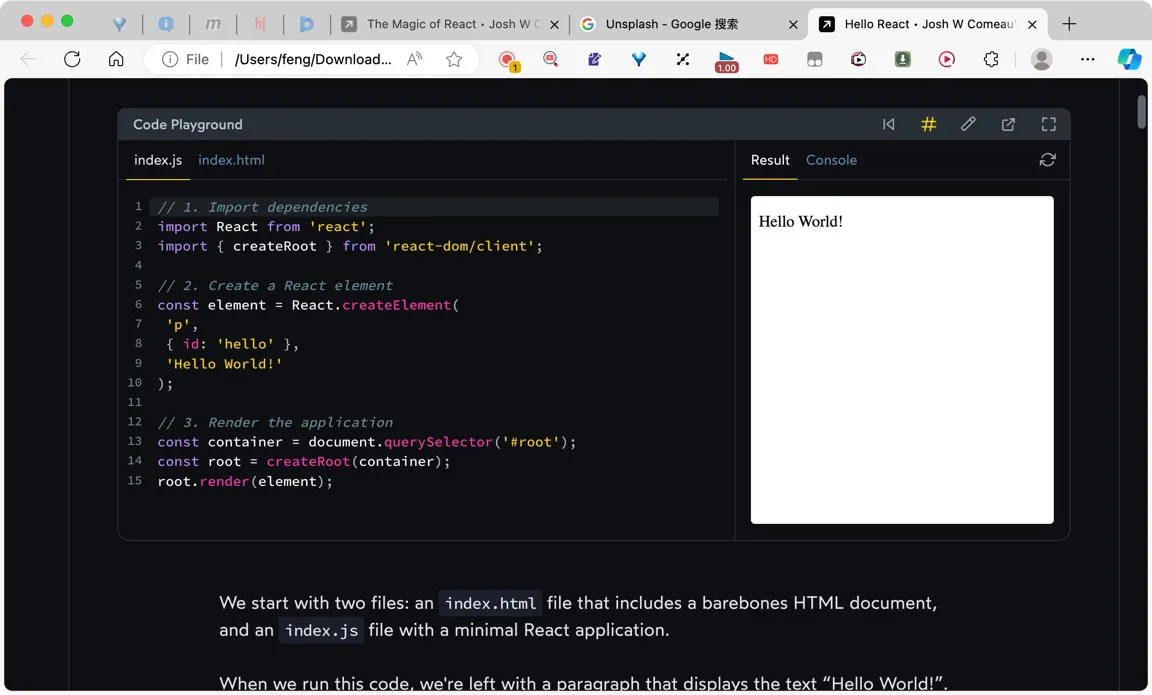 m
hj
The Magic of React • Josh W C
Unsplash - Google 搜索
Hello React • Josh W Comeau'
File
/Users/feng/Download...
1
1.00
HD
Code Playground
index.js
index.html
Result
Console
1 // 1. Import dependencies
2 import React from 'react';
3 import { createRoot } from 'react-dom/client';
4
5 // 2. Create a React element
6 const element = React.createElement(
7 'p',
8 { id: 'hello' },
9 'Hello World!'
10 );
11
12 // 3. Render the application
13 const container = document.querySelector('#root');
14 const root = createRoot(container);
15 root.render(element);
Hello World!
We start with two files: an index.html file that includes a barebones HTML document,
and an index.js file with a minimal React application.
When we run this code, we're left with a paragraph that displays the text “Hello World!”.